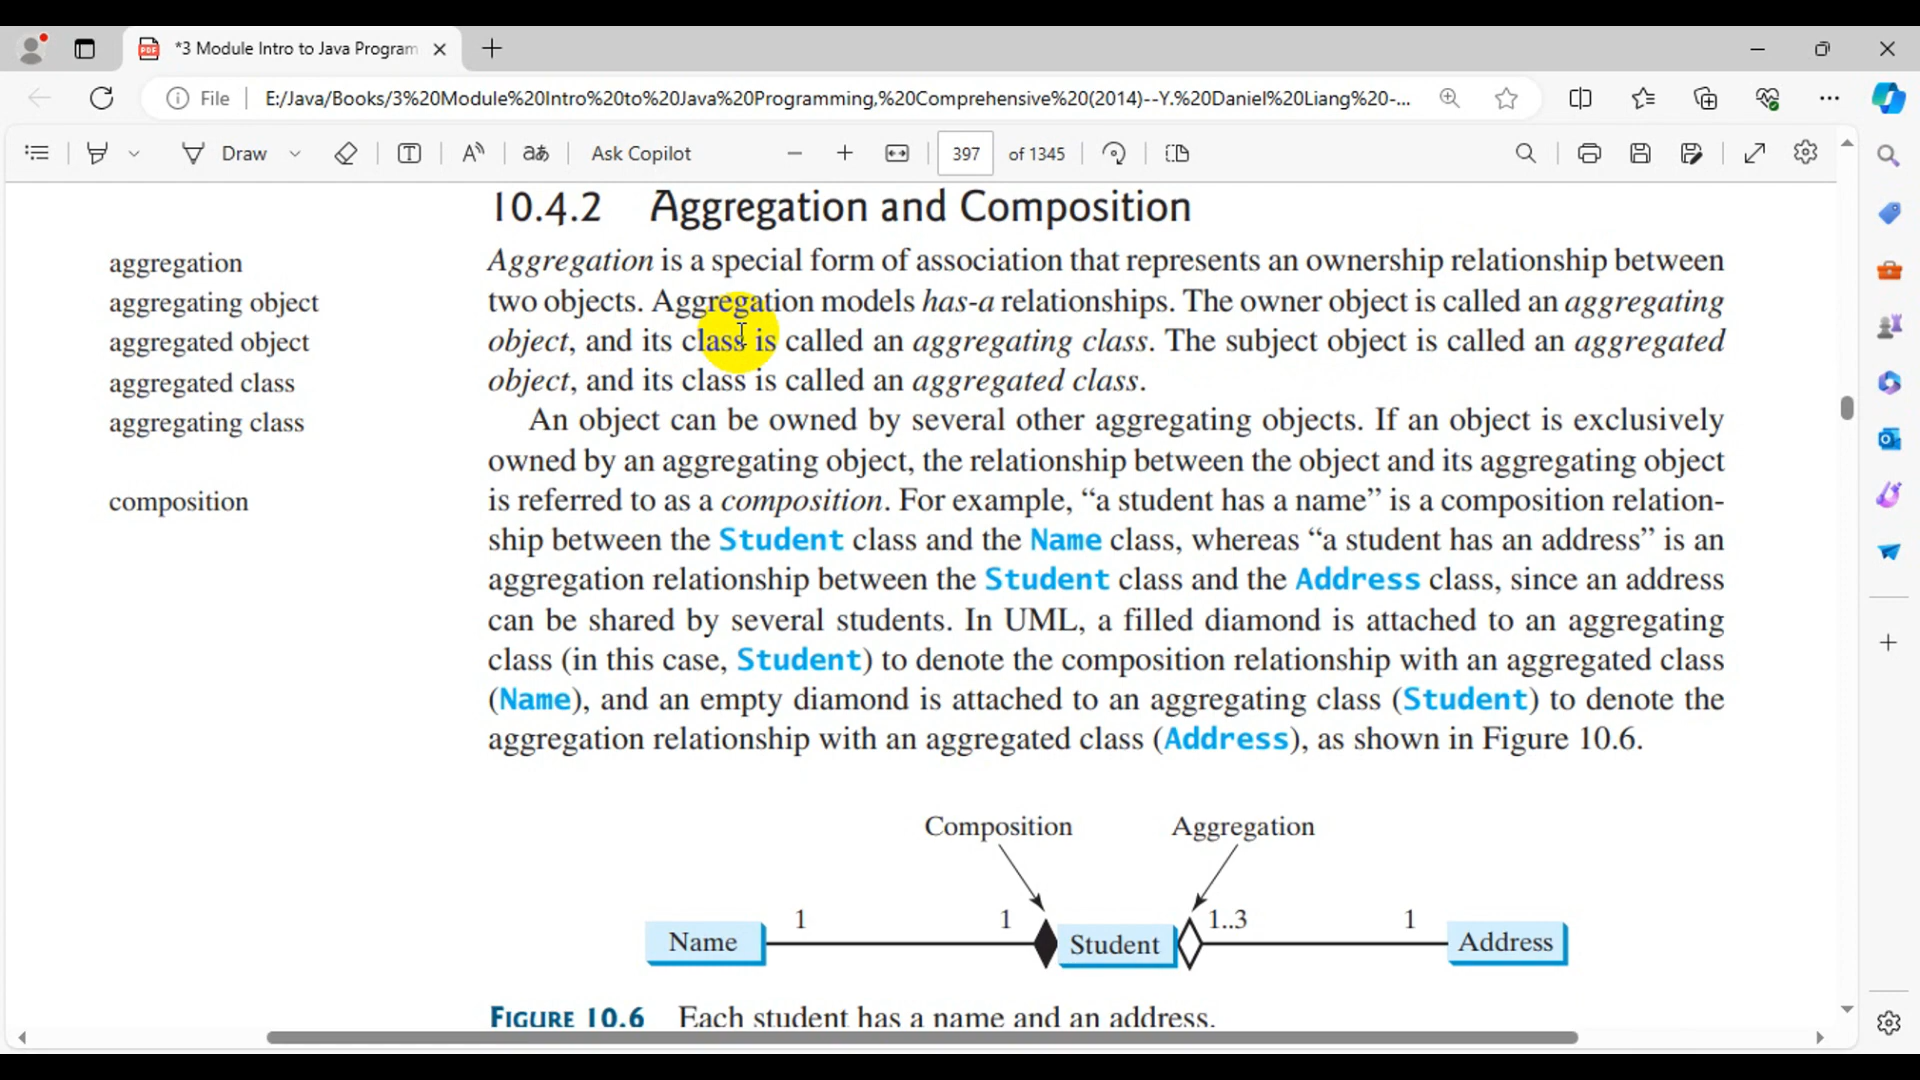 *3 Module Intro to Java Program
File
E:/Java/Books/3%20Module%20Intro%20to%20Java%20Programming,%20Comprehensive%20(2014)--Y.%20Daniel%20Liang%20-...
Draw
T
A
aあ
Ask Copilot
397 of 1345
10.4.2 Aggregation and Composition
aggregation
aggregating object
aggregated object
aggregated class
aggregating class
composition
Aggregation is a special form of association that represents an ownership relationship between
two objects. Aggregation models has-a relationships. The owner object is called an aggregating
object, and its class is called an aggregating class. The subject object is called an aggregated
object, and its class is called an aggregated class.
An object can be owned by several other aggregating objects. If an object is exclusively
owned by an aggregating object, the relationship between the object and its aggregating object
is referred to as a composition. For example, “a student has a name” is a composition relation-
ship between the Student class and the Name class, whereas “a student has an address” is an
aggregation relationship between the Student class and the Address class, since an address
can be shared by several students. In UML, a filled diamond is attached to an aggregating
class (in this case, Student) to denote the composition relationship with an aggregated class
(Name), and an empty diamond is attached to an aggregating class (Student) to denote the
aggregation relationship with an aggregated class (Address), as shown in Figure 10.6.
Composition Aggregation
1 1 1..3 1
Name Student Address
FIGURE 10.6 Each student has a name and an address.